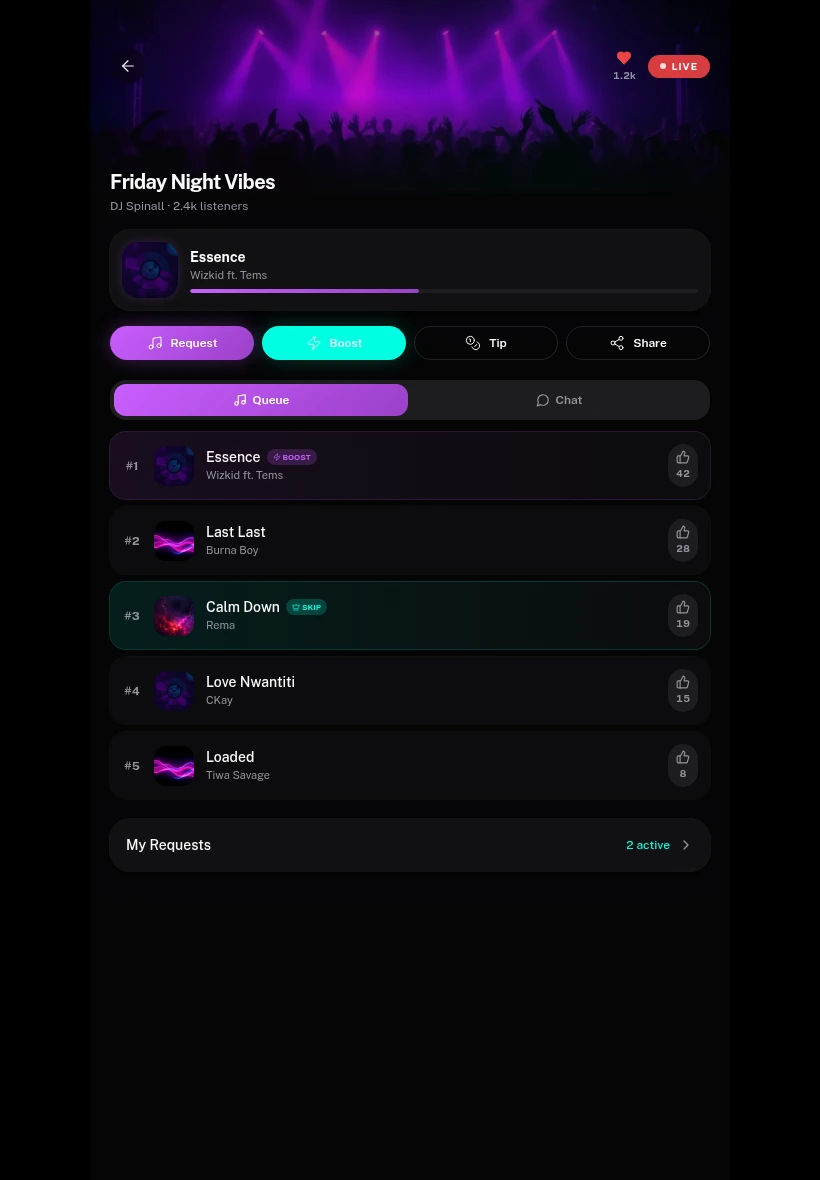 1.2k
LIVE
Friday Night Vibes
DJ Spinall · 2.4k listeners
Essence
Wizkid ft. Tems
Request
Boost
Tip
Share
Queue
Chat
#1
Essence
BOOST
Wizkid ft. Tems
42
#2
Last Last
Burna Boy
28
#3
Calm Down
SKIP
Rema
19
#4
Love Nwantiti
CKay
15
#5
Loaded
Tiwa Savage
8
My Requests
2 active